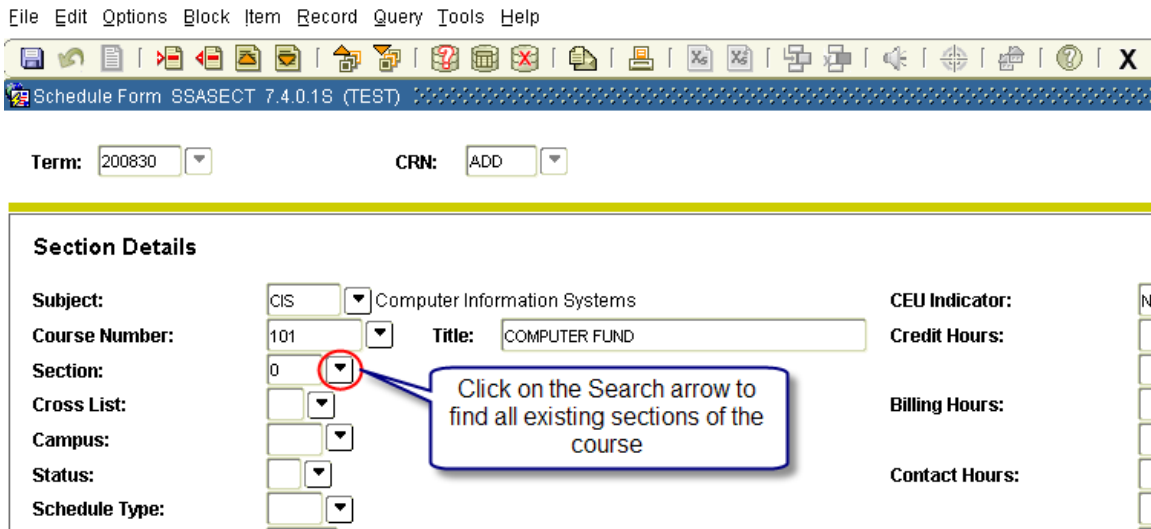 File Edit Options Block Item Record Query Tools Help
Schedule Form SSASECT 7.4.0.1S (TEST)
Term: 200830 CRN: ADD
Section Details
Subject: CIS Computer Information Systems CEU Indicator: N
Course Number: 101 Title: COMPUTER FUND Credit Hours:
Section: 0
Click on the Search arrow to
find all existing sections of the
course
Cross List: Billing Hours:
Campus:
Status: Contact Hours:
Schedule Type: